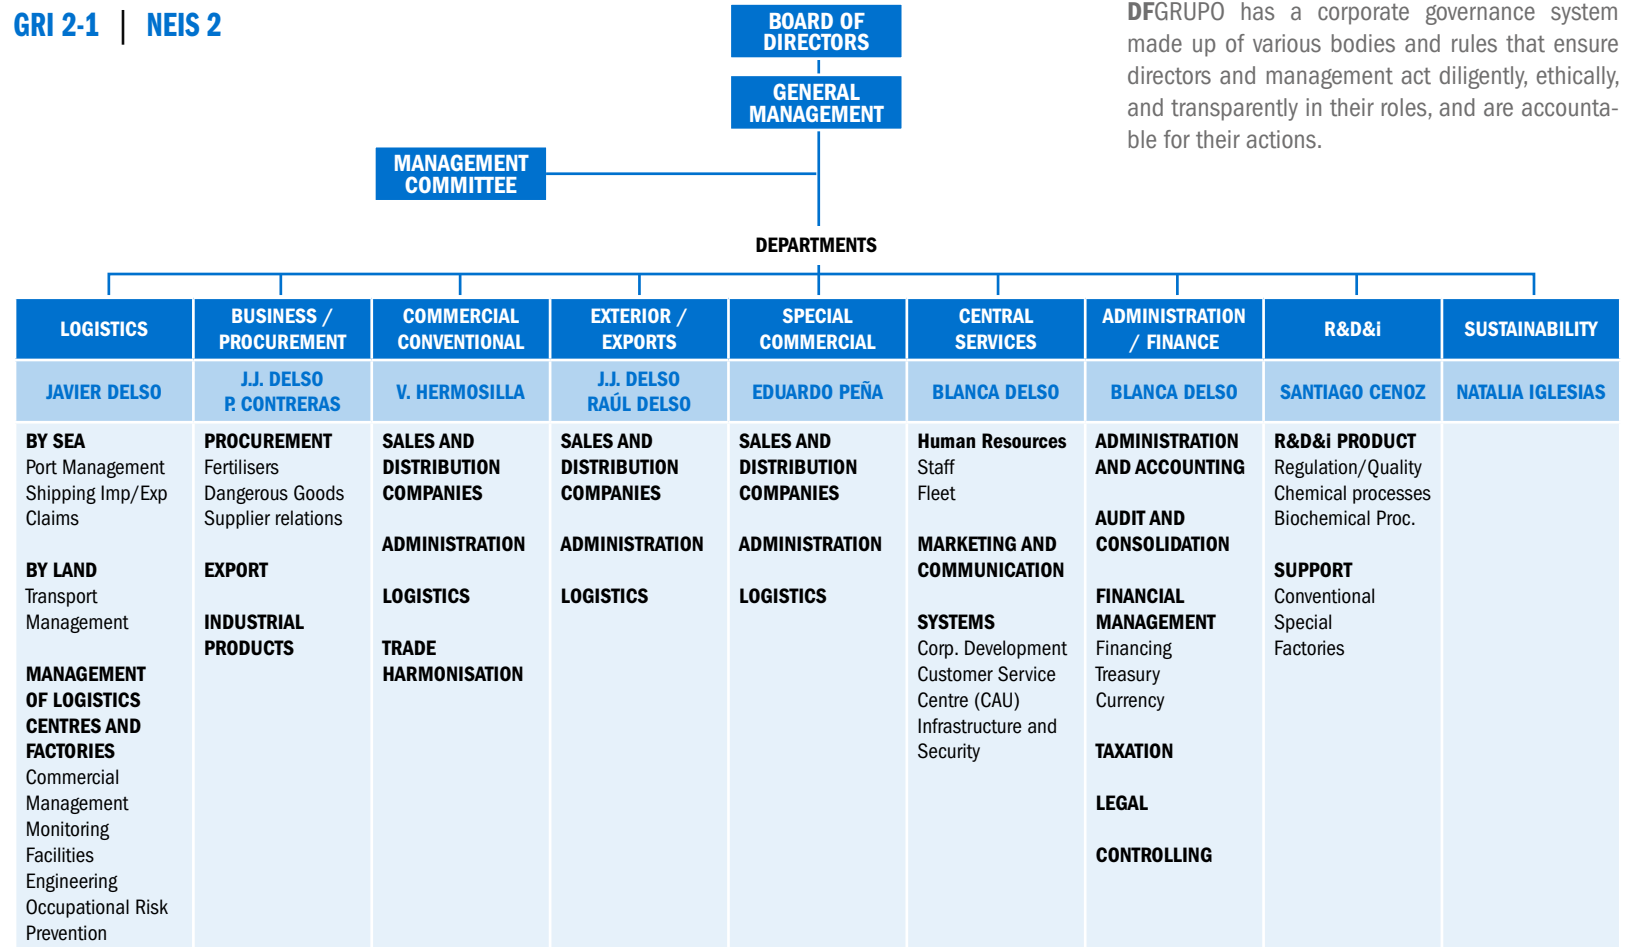 GRI 2-1 | NEIS 2
BOARD OF
DIRECTORS
GENERAL
MANAGEMENT
MANAGEMENT
COMMITTEE
DFGRUPO has a corporate governance system
made up of various bodies and rules that ensure
directors and management act diligently, ethically,
and transparently in their roles, and are accounta-
ble for their actions.
DEPARTMENTS
LOGISTICS
JAVIER DELSO
BY SEA
Port Management
Shipping Imp/Exp
Claims
BY LAND
Transport
Management
MANAGEMENT
OF LOGISTICS
CENTRES AND
FACTORIES
Commercial
Management
Monitoring
Facilities
Engineering
Occupational Risk
Prevention
BUSINESS /
PROCUREMENT
J.J. DELSO
P. CONTRERAS
PROCUREMENT
Fertilisers
Dangerous Goods
Supplier relations
EXPORT
INDUSTRIAL
PRODUCTS
COMMERCIAL
CONVENTIONAL
V. HERMOSILLA
SALES AND
DISTRIBUTION
COMPANIES
ADMINISTRATION
LOGISTICS
TRADE
HARMONISATION
EXTERIOR /
EXPORTS
J.J. DELSO
RAÚL DELSO
SALES AND
DISTRIBUTION
COMPANIES
ADMINISTRATION
LOGISTICS
SPECIAL
COMMERCIAL
EDUARDO PEÑA
SALES AND
DISTRIBUTION
COMPANIES
ADMINISTRATION
LOGISTICS
CENTRAL
SERVICES
BLANCA DELSO
Human Resources
Staff
Fleet
MARKETING AND
COMMUNICATION
SYSTEMS
Corp. Development
Customer Service
Centre (CAU)
Infrastructure and
Security
ADMINISTRATION
/ FINANCE
BLANCA DELSO
ADMINISTRATION
AND ACCOUNTING
AUDIT AND
CONSOLIDATION
FINANCIAL
MANAGEMENT
Financing
Treasury
Currency
TAXATION
LEGAL
CONTROLLING
R&D&i
SANTIAGO CENOZ
R&D&i PRODUCT
Regulation/Quality
Chemical processes
Biochemical Proc.
SUPPORT
Conventional
Special
Factories
SUSTAINABILITY
NATALIA IGLESIAS